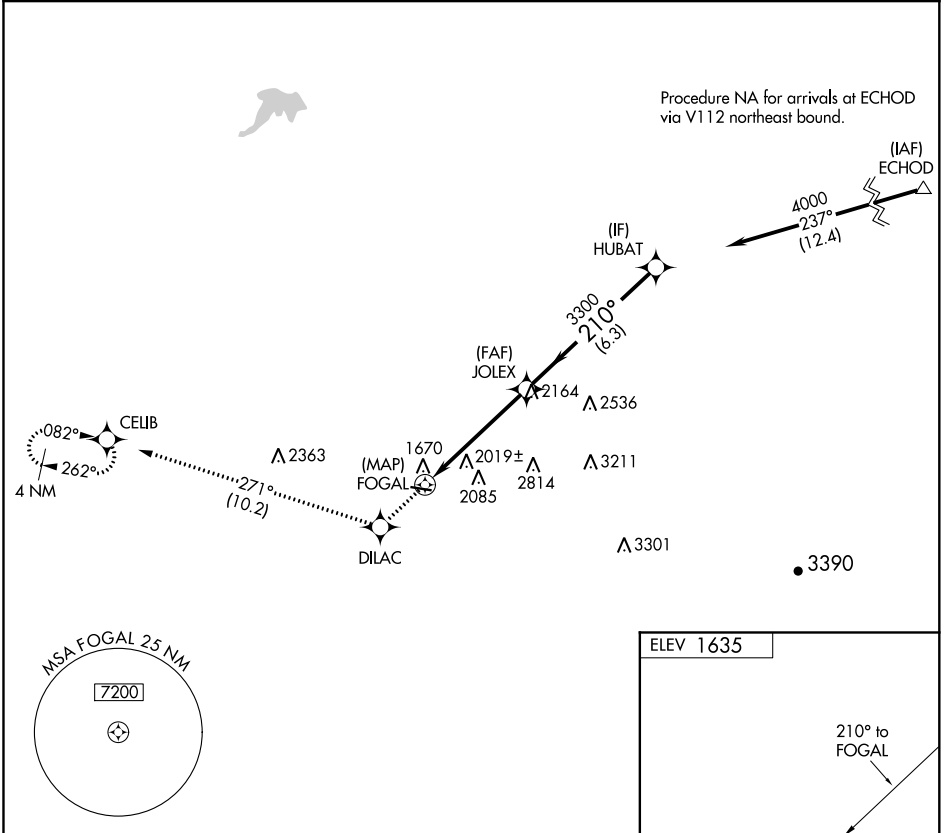 Procedure NA for arrivals at ECHOD
via V112 northeast bound.
(IAF)
ECHOD
4000
237°
(12.4)
(IF)
HUBAT
3300
210°
(6.3)
(FAF)
JOLEX
2164
2536
CELIB
082°
262°
4 NM
2363
1670
(MAP)
FOGAL
2019±
2085
2814
3211
271°
(10.2)
DILAC
3301
3390
MSA FOGAL 25 NM
7200
ELEV 1635
210° to
FOGAL